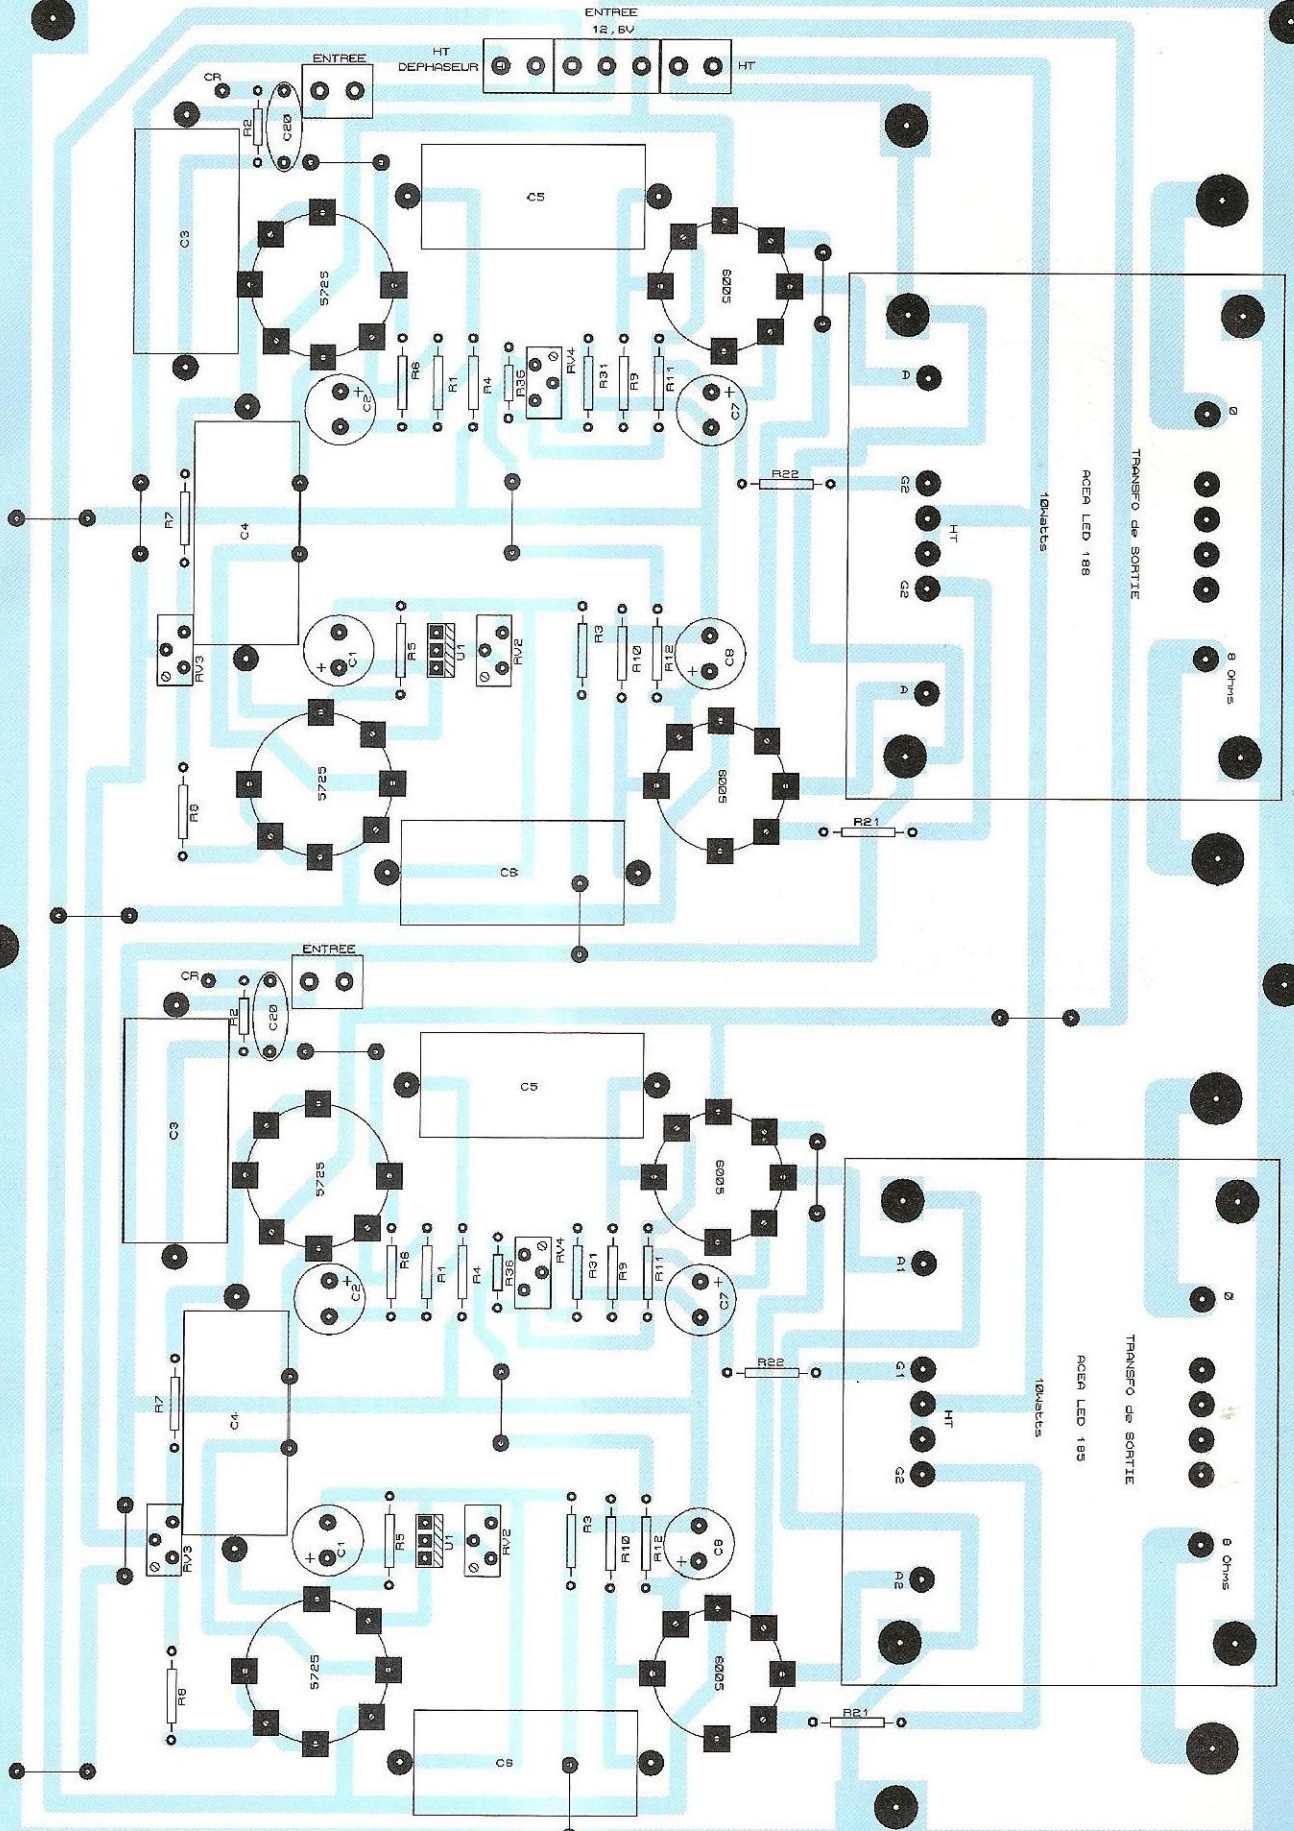 ENTREE
12,6V
HT
DEPHASEUR
HT
ENTREE
CR
R2
C20
C3
C5
5725
6005
R6
R1
R4
R36
RV4
R31
R9
R11
C2
C7
A
0
TRANSFO de SORTIE
ACEA LED 188
10Watts
R22
G2
HT
G2
R7
C4
RV3
C1
R5
U1
RV2
R3
R10
R12
C8
A
8 Ohms
R8
5725
6005
R21
C6
ENTREE
CR
R2
C20
C3
C5
5725
6005
R6
R1
R4
R36
RV4
R31
R9
R11
C2
C7
A1
0
TRANSFO de SORTIE
ACEA LED 185
10Watts
R22
G1
HT
G2
R7
C4
RV3
C1
R5
U1
RV2
R3
R10
R12
C8
A2
8 Ohms
R8
5725
6005
R21
C6